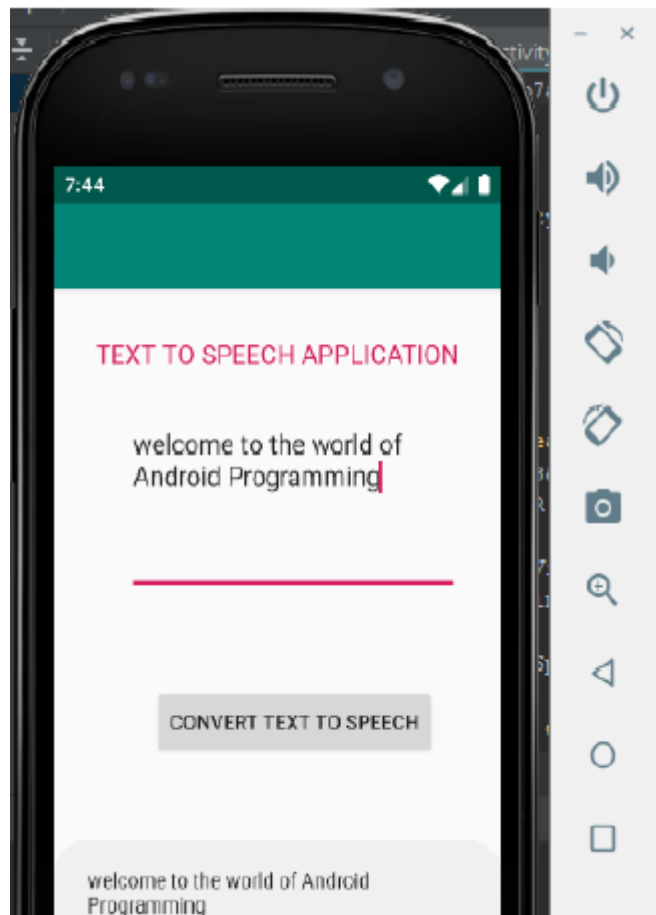 ctivity
7:44
TEXT TO SPEECH APPLICATION
welcome to the world of
Android Programming
CONVERT TEXT TO SPEECH
welcome to the world of Android
Programming